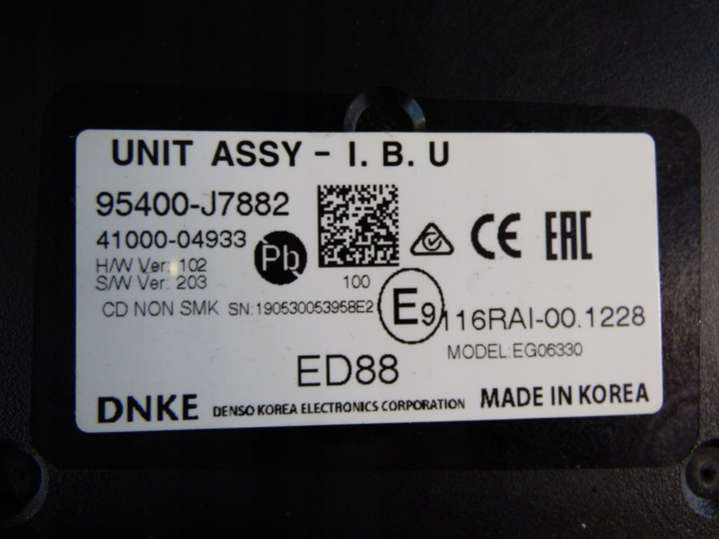 UNIT ASSY - I. B. U
95400-J7882
41000-04933
Pb
H/W Ver: 102
S/W Ver: 203
100
CE EAC
CD NON SMK SN:190530053958E2
E9 116RAI-00.1228
MODEL:EG06330
ED88
DNKE DENSO KOREA ELECTRONICS CORPORATION MADE IN KOREA